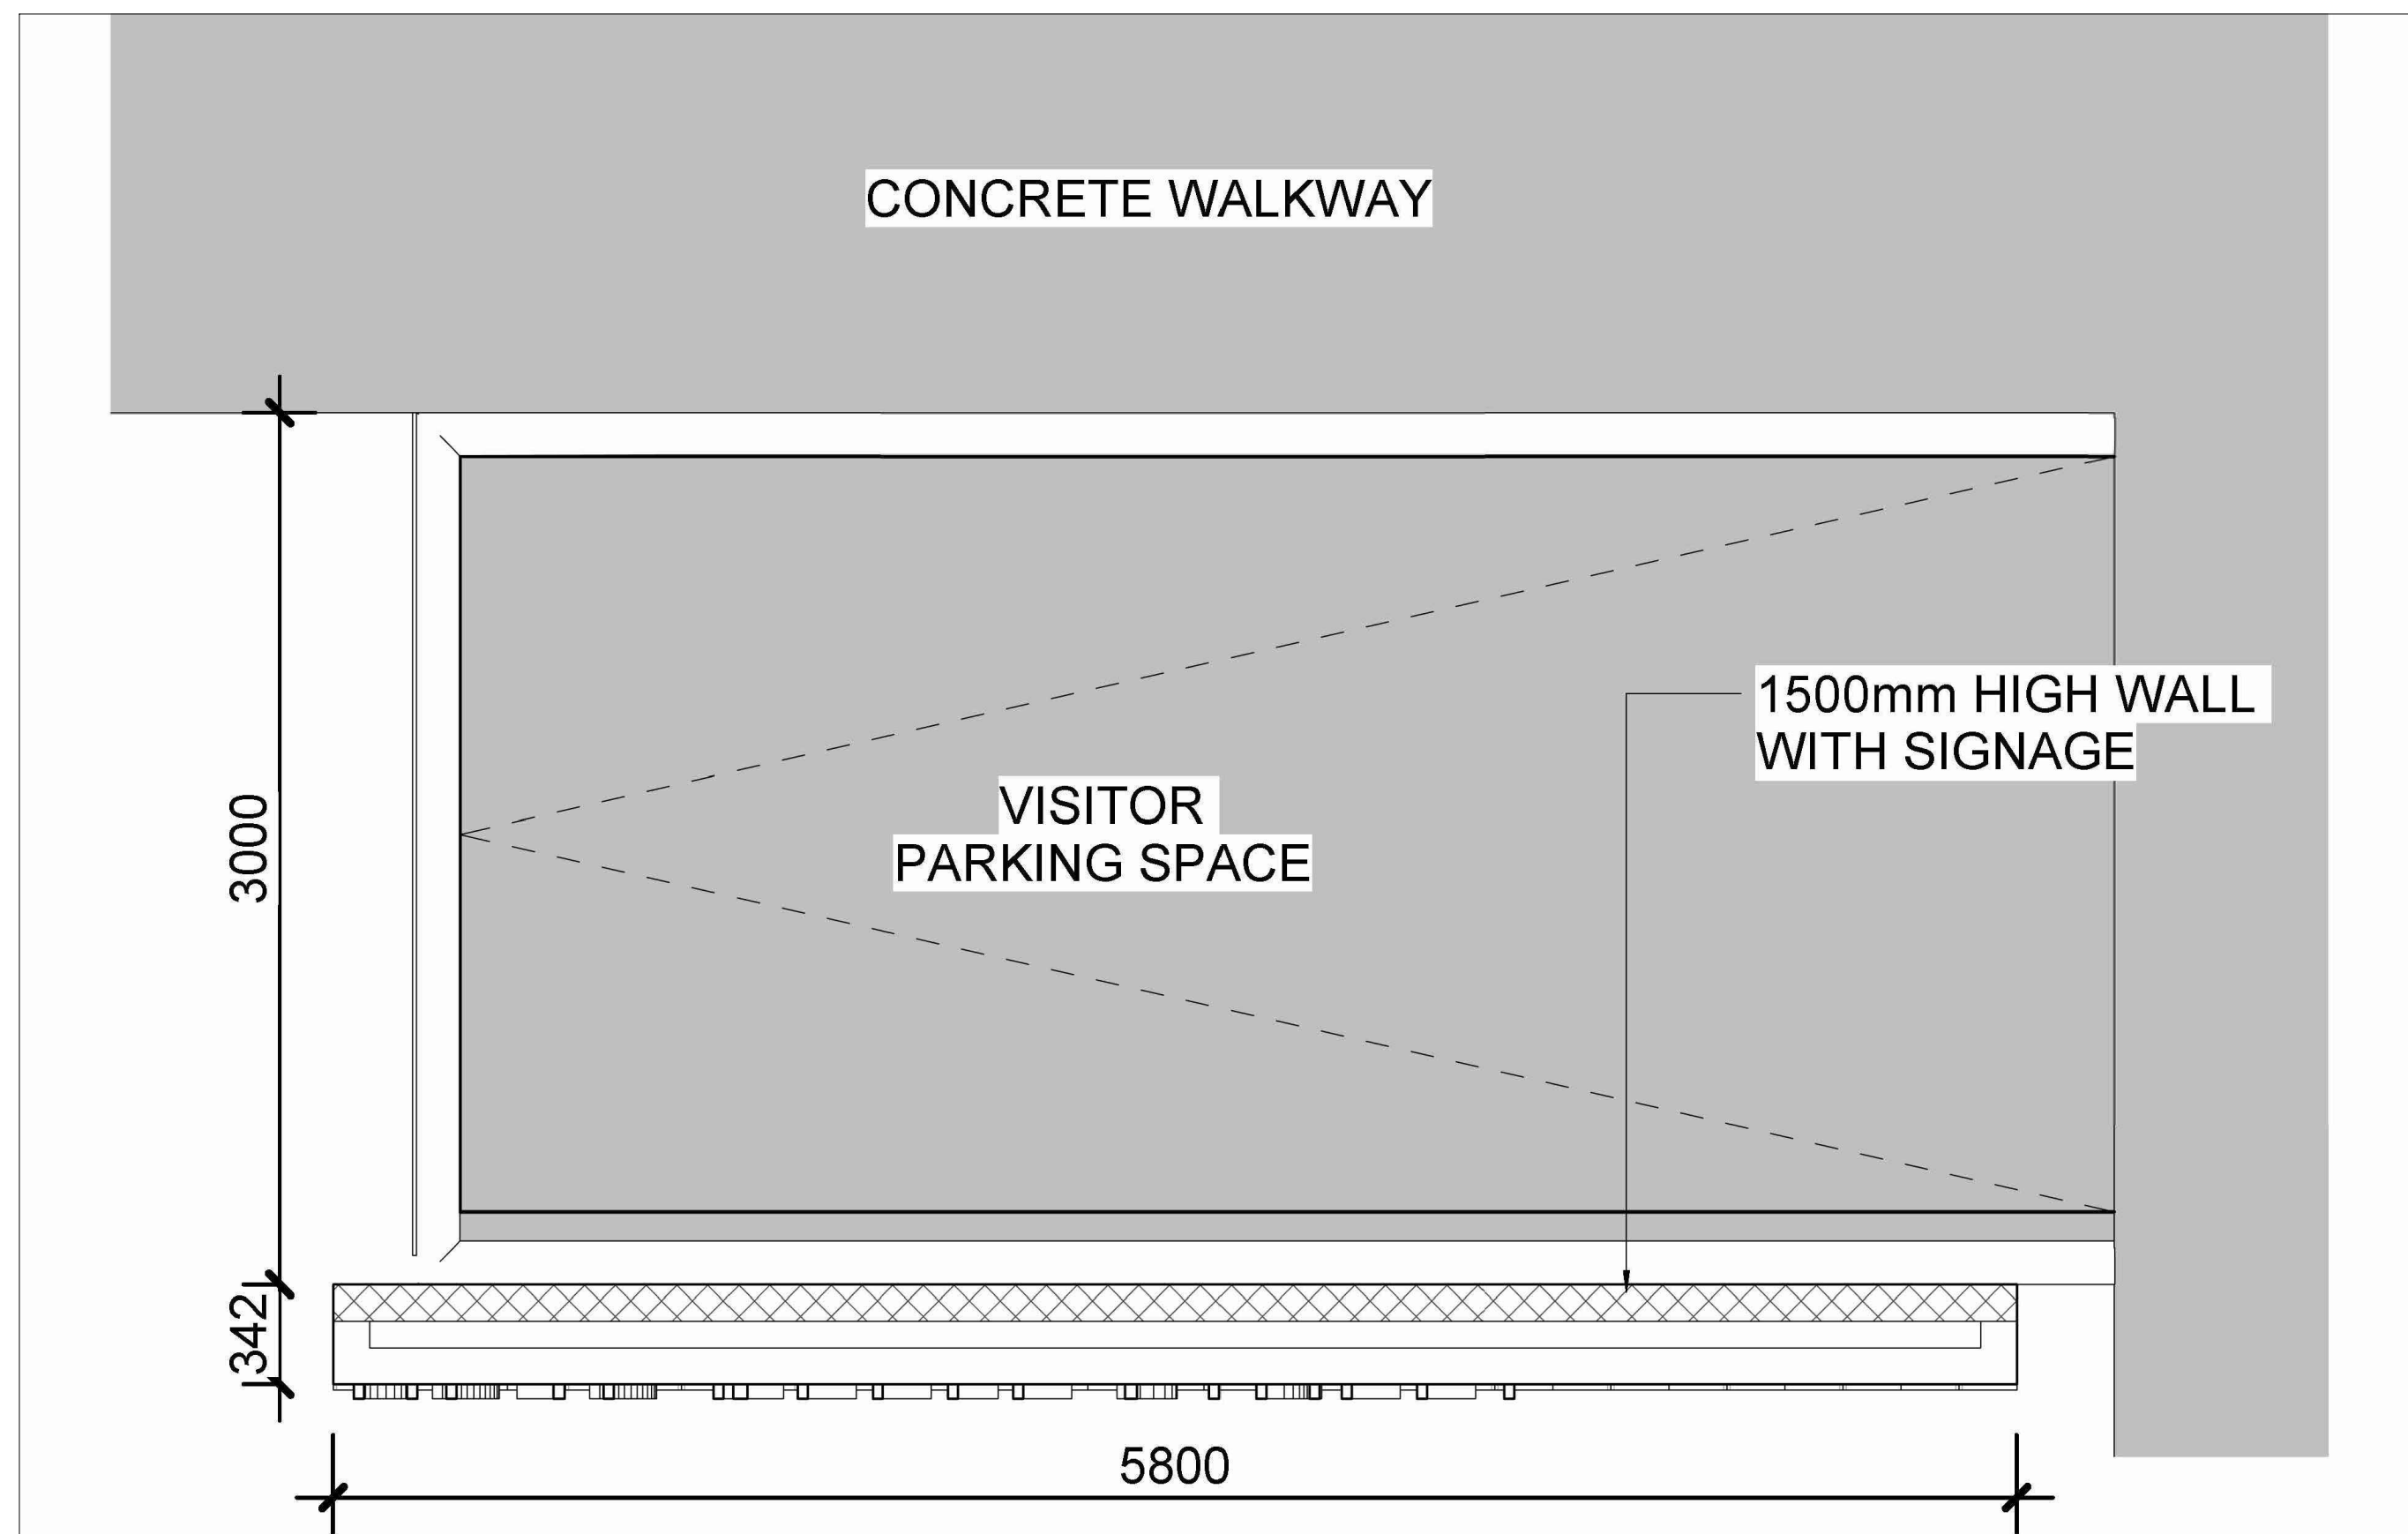 CONCRETE WALKWAY
1500mm HIGH WALL
WITH SIGNAGE
VISITOR
PARKING SPACE
3000
342
5800